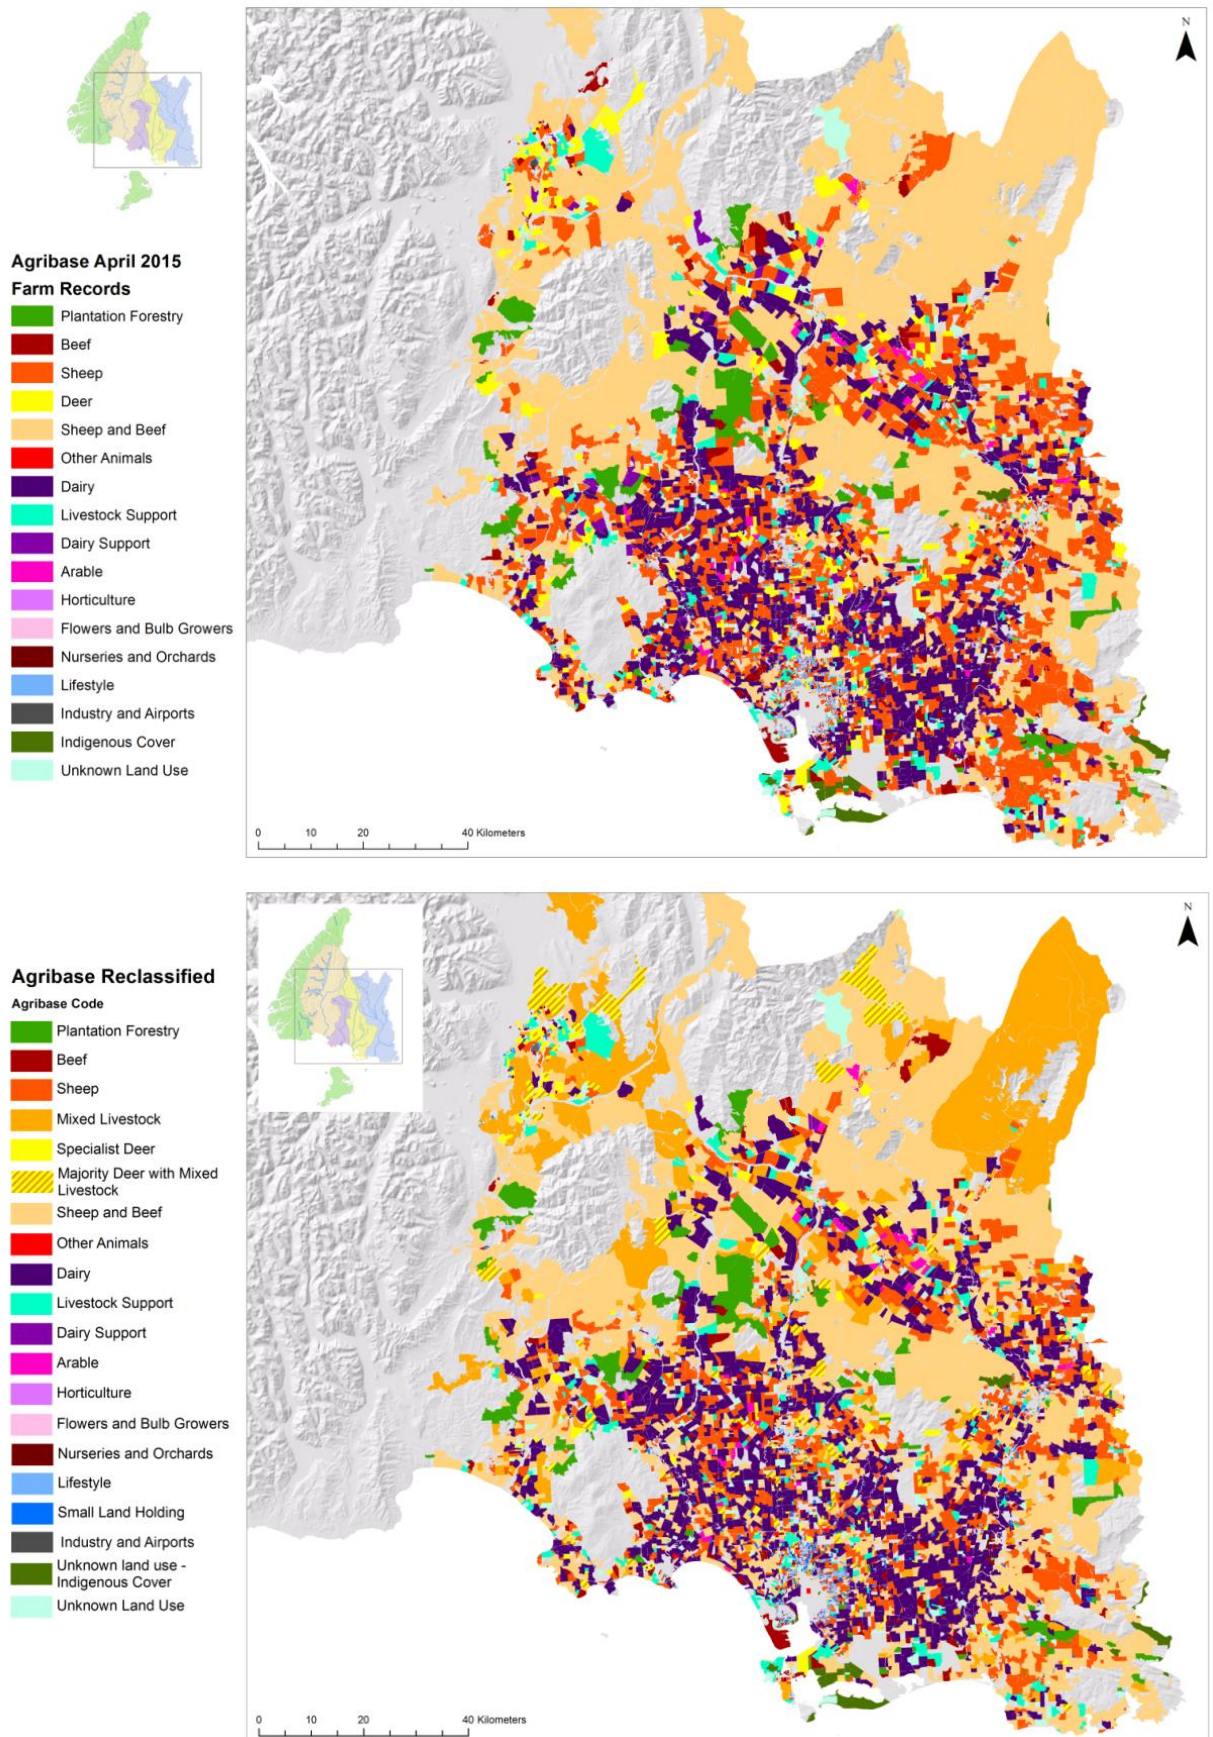 N
Agribase April 2015
Farm Records
Plantation Forestry
Beef
Sheep
Deer
Sheep and Beef
Other Animals
Dairy
Livestock Support
Dairy Support
Arable
Horticulture
Flowers and Bulb Growers
Nurseries and Orchards
Lifestyle
Industry and Airports
Indigenous Cover
Unknown Land Use
0 10 20 40 Kilometers
N
Agribase Reclassified
Agribase Code
Plantation Forestry
Beef
Sheep
Mixed Livestock
Specialist Deer
Majority Deer with Mixed
Livestock
Sheep and Beef
Other Animals
Dairy
Livestock Support
Dairy Support
Arable
Horticulture
Flowers and Bulb Growers
Nurseries and Orchards
Lifestyle
Small Land Holding
Industry and Airports
Unknown land use -
Indigenous Cover
Unknown Land Use
0 10 20 40 Kilometers